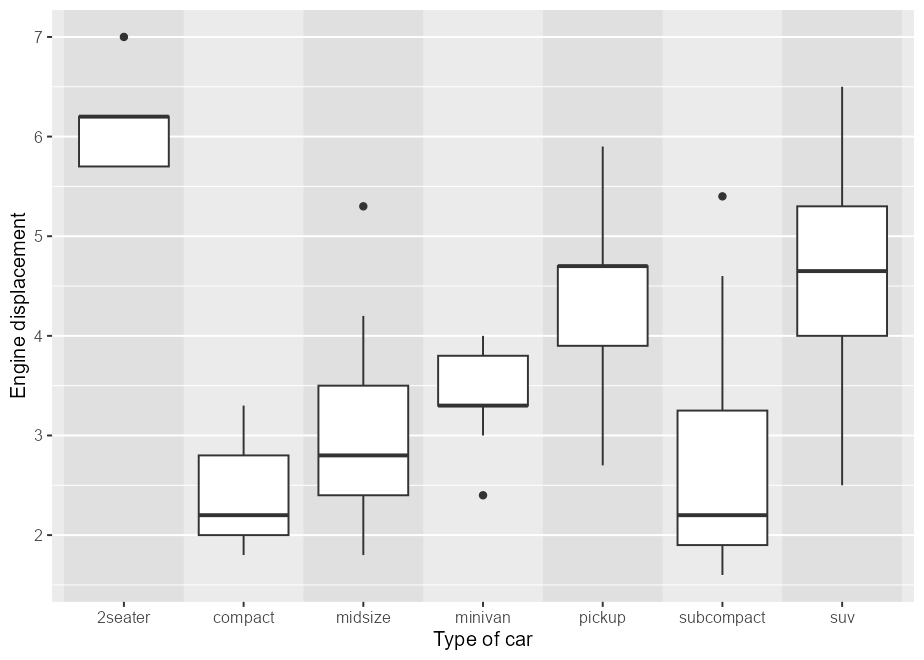 Engine displacement
7
6
5
4
3
2
2seater compact midsize minivan pickup subcompact suv
Type of car